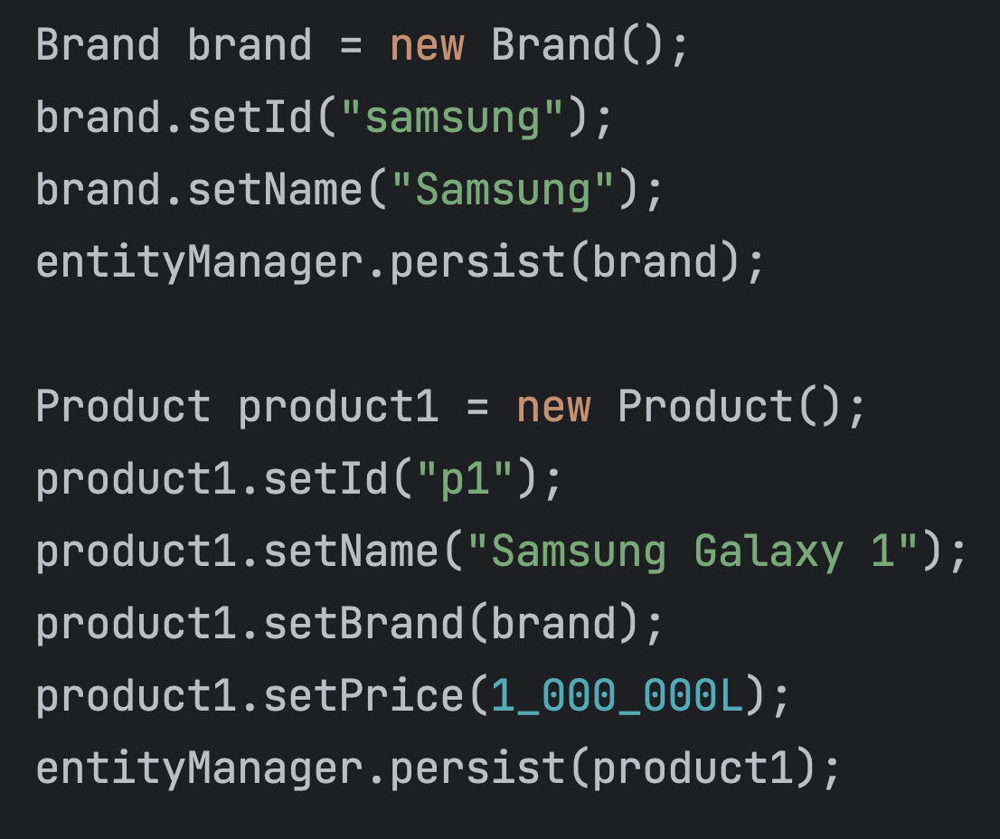 Brand brand = new Brand();
brand.setId("samsung");
brand.setName("Samsung");
entityManager.persist(brand);

Product product1 = new Product();
product1.setId("p1");
product1.setName("Samsung Galaxy 1");
product1.setBrand(brand);
product1.setPrice(1_000_000L);
entityManager.persist(product1);